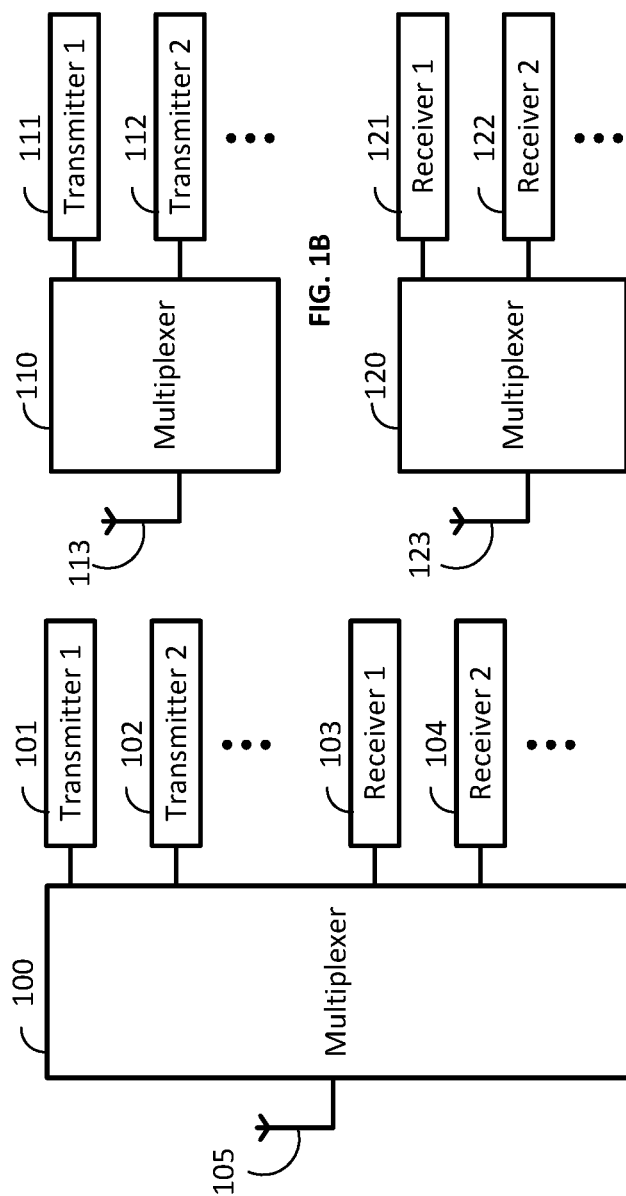 100
101
Transmitter 1
102
Transmitter 2
103
Receiver 1
104
Receiver 2
Multiplexer
105
110
111
Transmitter 1
112
Transmitter 2
Multiplexer
113
FIG. 1B
120
121
Receiver 1
122
Receiver 2
Multiplexer
123